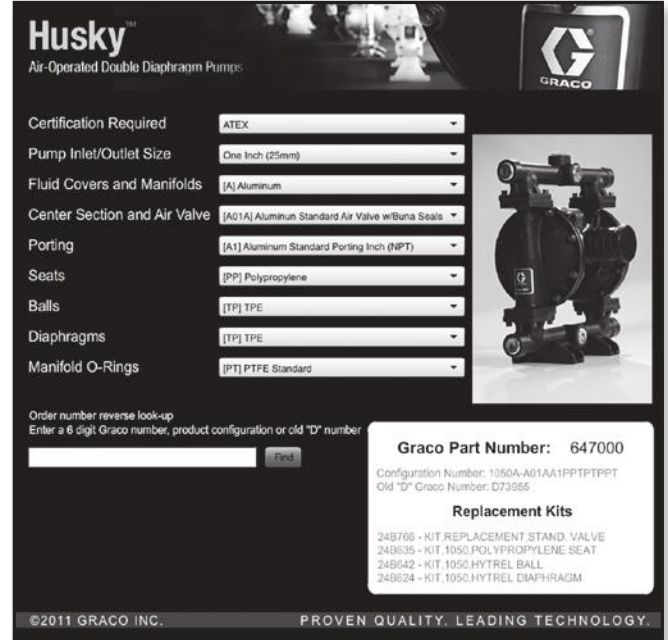 Husky™
Air-Operated Double Diaphragm Pumps
GRACO
Certification Required
ATEX
Pump Inlet/Outlet Size
One Inch (25mm)
Fluid Covers and Manifolds
[A] Aluminum
Center Section and Air Valve
[A01A] Aluminun Standard Air Valve w/Buna Seals
Porting
[A1] Aluminum Standard Porting Inch (NPT)
Seats
[PP] Polypropylene
Balls
[TP] TPE
Diaphragms
[TP] TPE
Manifold O-Rings
[PT] PTFE Standard
Order number reverse look-up
Enter a 6 digit Graco number, product configuration or old "D" number
Find
Graco Part Number: 647000
Configuration Number: 1050A-A01AA1PPTPTPPT
Old "D" Graco Number: D73955
Replacement Kits
24B766 - KIT,REPLACEMENT,STAND. VALVE
24B635 - KIT,1050,POLYPROPYLENE SEAT
24B642 - KIT,1050,HYTREL BALL
24B624 - KIT,1050,HYTREL DIAPHRAGM
©2011 GRACO INC.
PROVEN QUALITY. LEADING TECHNOLOGY.